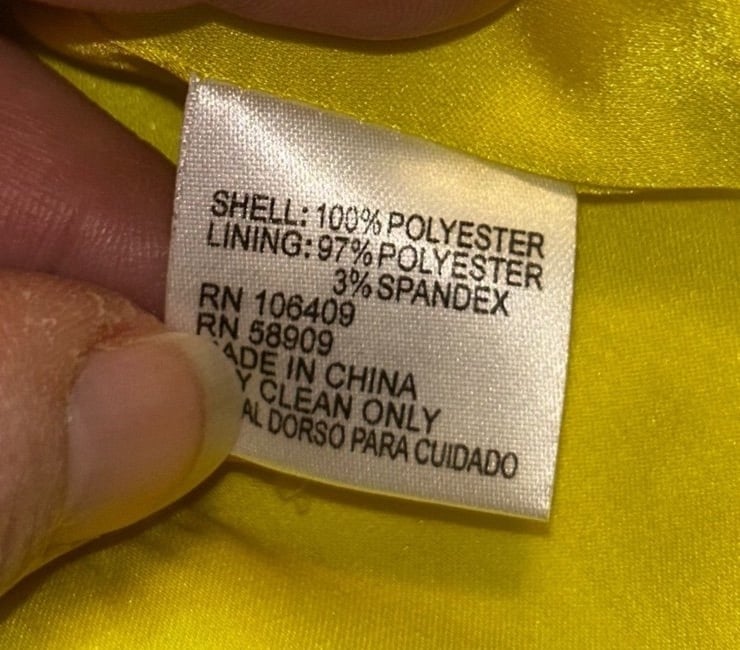 SHELL: 100% POLYESTER
LINING: 97% POLYESTER
3% SPANDEX
RN 106409
RN 58909
ADE IN CHINA
Y CLEAN ONLY
AL DORSO PARA CUIDADO